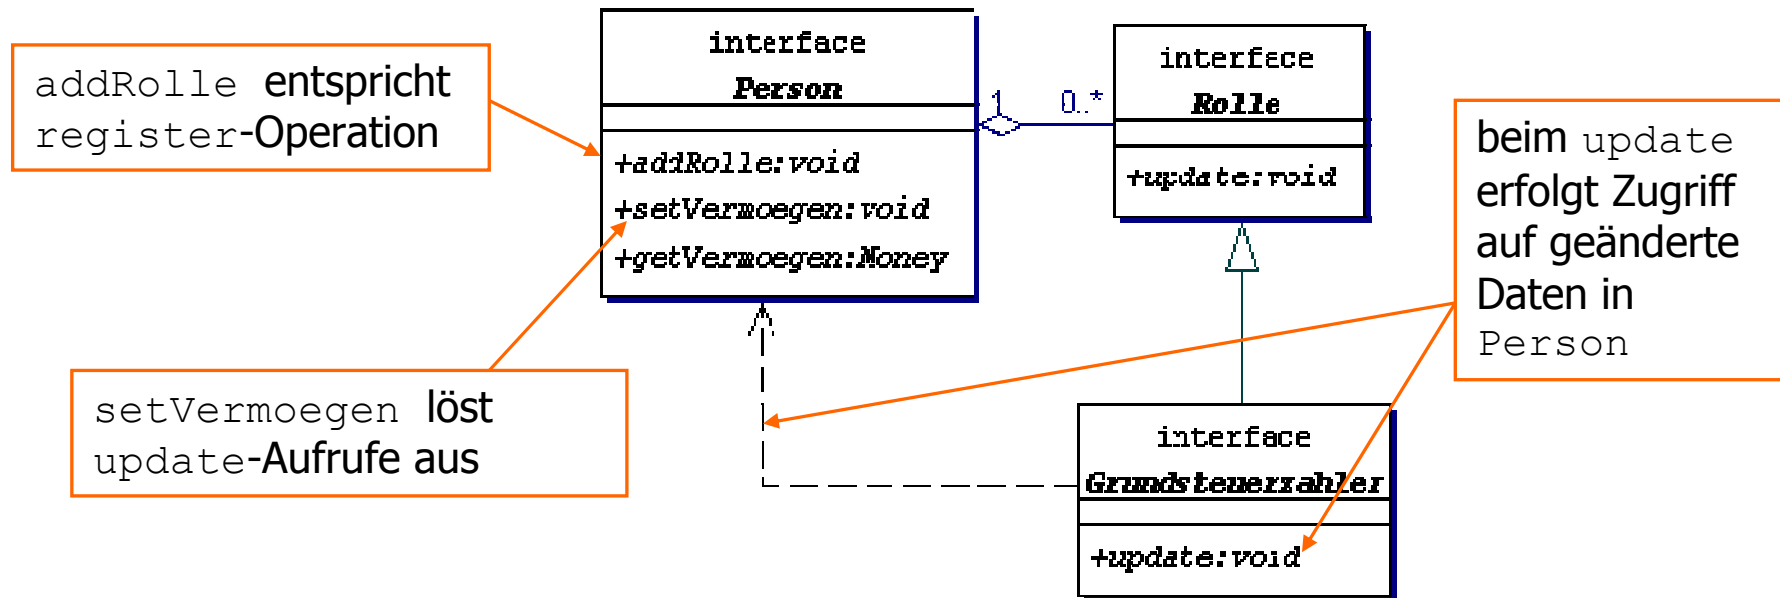 addRolle entspricht
register-Operation
interface
Person
+addRolle:void
+setVermoegen:void
+getVermoegen:Money
1 0..*
interface
Rolle
+update:void
beim update
erfolgt Zugriff
auf geänderte
Daten in
Person
setVermoegen löst
update-Aufrufe aus
interface
Grundsteuerzahler
+update:void